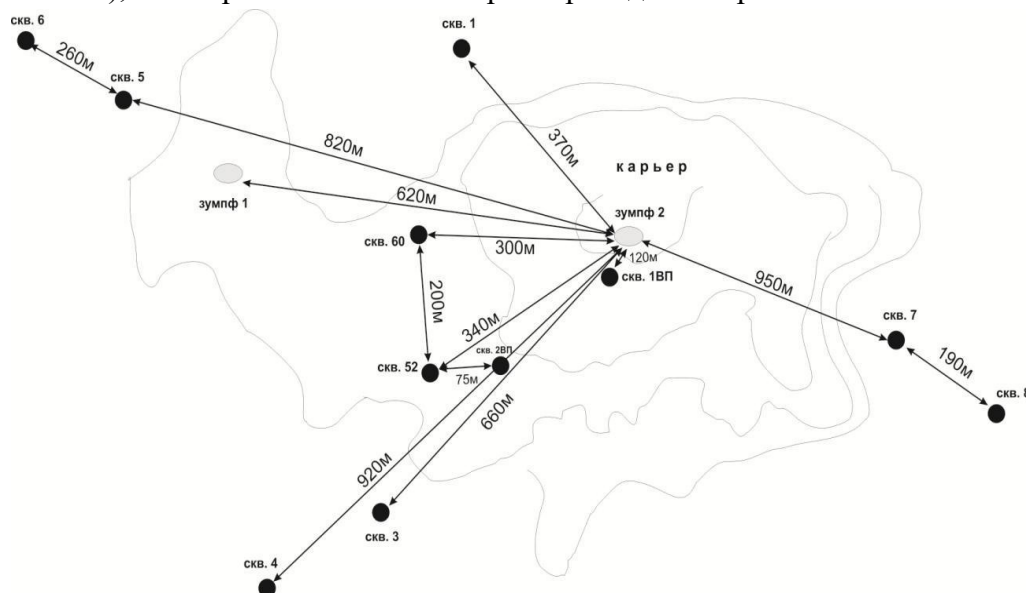 скв. 6
скв. 1
260м
скв. 5
820м
370м
карьер
620м
зумпф 1
зумпф 2
скв. 60
300м
120м
скв. 1ВП
950м
200м
340м
скв. 7
скв. 2ВП
скв. 52
75м
190м
660м
скв. 8
920м
скв. 3
скв. 4